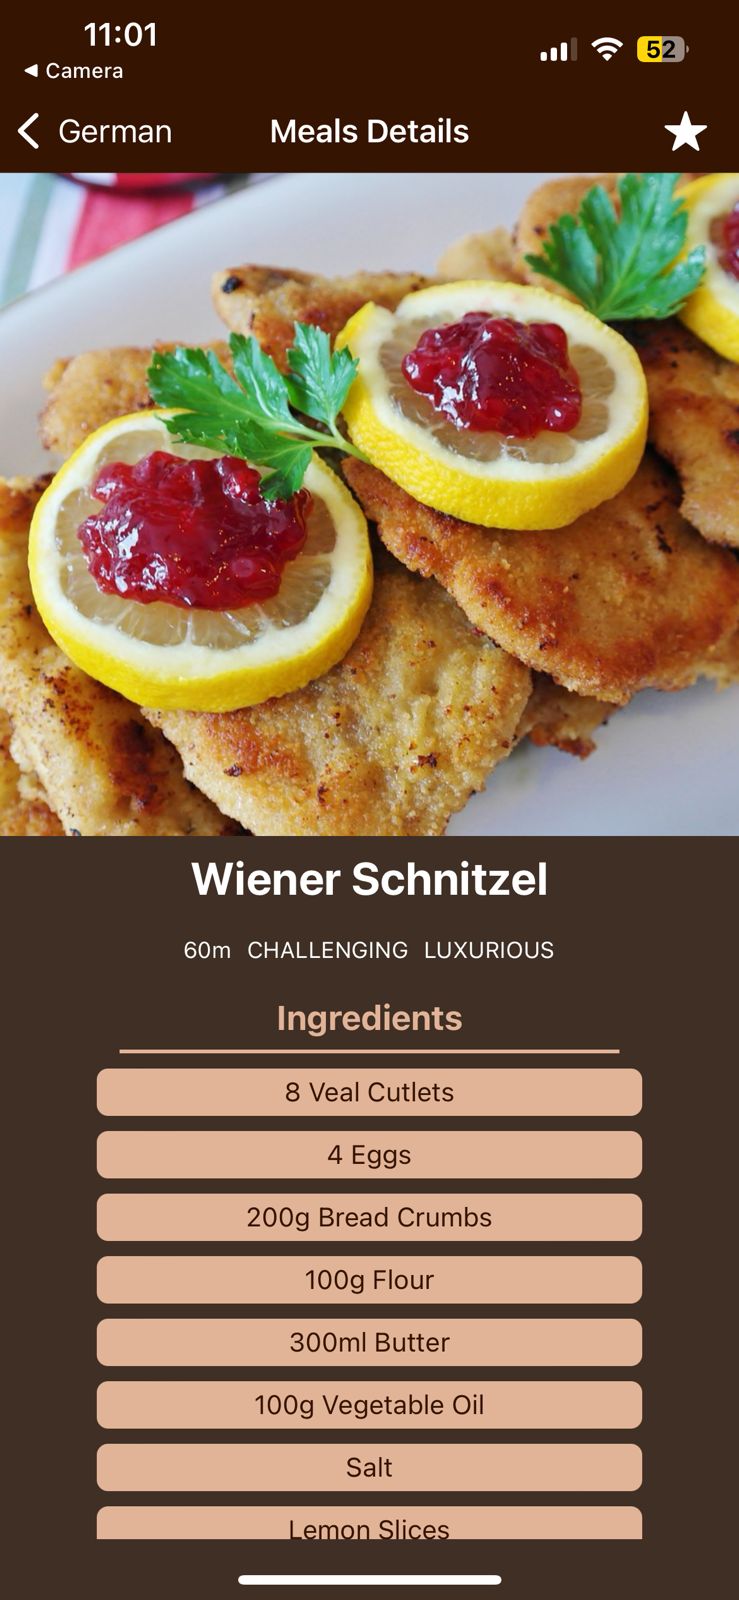 11:01
52
Camera
German
Meals Details
Wiener Schnitzel
60m CHALLENGING LUXURIOUS
Ingredients
8 Veal Cutlets
4 Eggs
200g Bread Crumbs
100g Flour
300ml Butter
100g Vegetable Oil
Salt
Lemon Slices